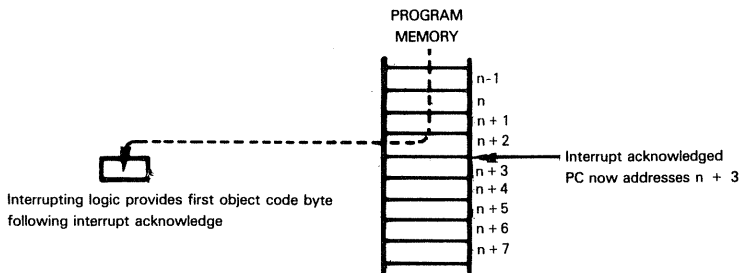 PROGRAM
MEMORY
n-1
n
n + 1
n + 2
Interrupt acknowledged
PC now addresses n + 3
n + 3
n + 4
n + 5
n + 6
n + 7
Interrupting logic provides first object code byte
following interrupt acknowledge